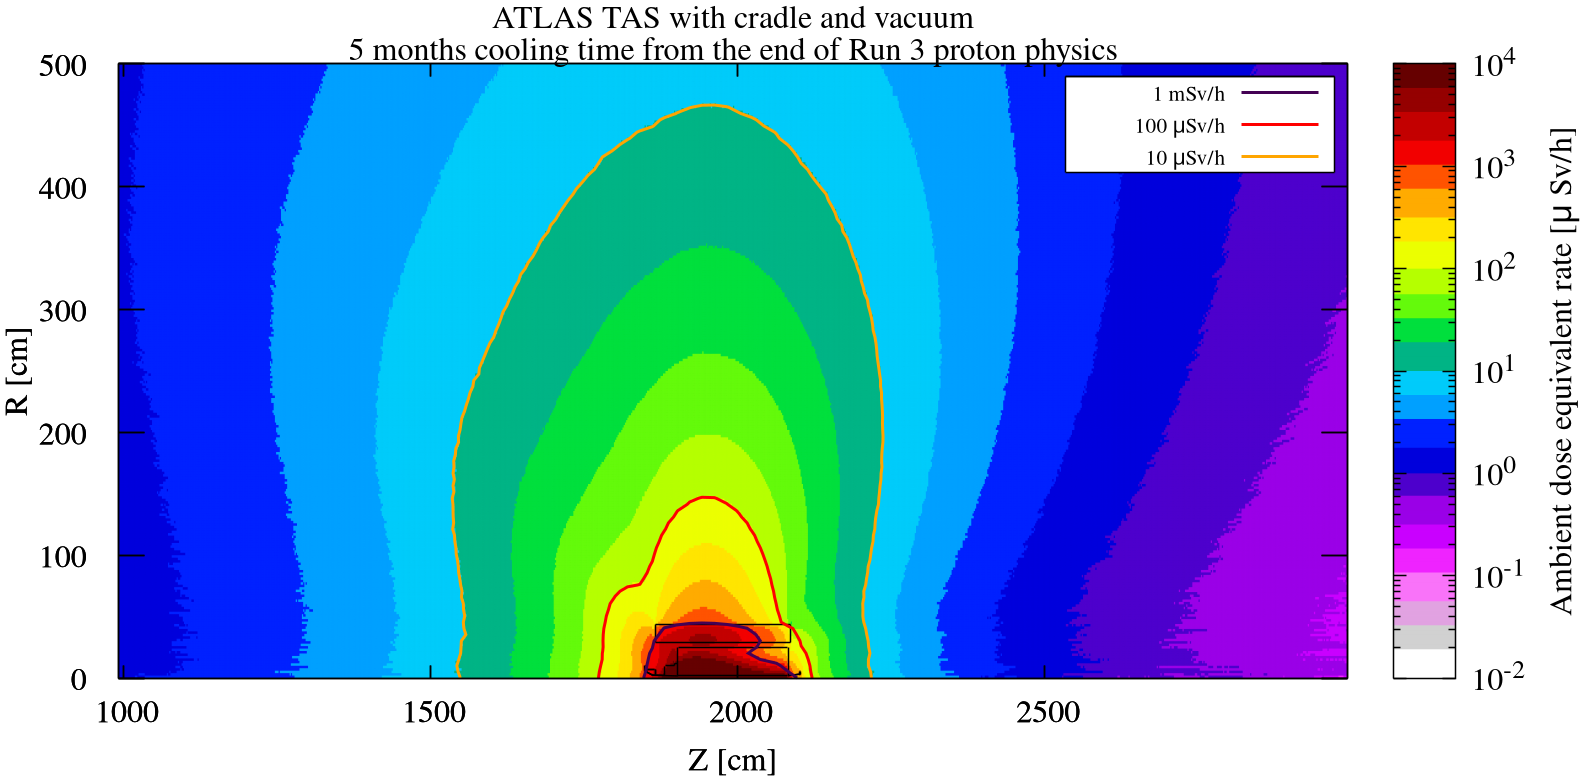 ATLAS TAS with cradle and vacuum
5 months cooling time from the end of Run 3 proton physics
1 mSv/h
100 µSv/h
10 µSv/h
500
400
300
200
100
0
R [cm]
1000
1500
2000
2500
Z [cm]
10^4
10^3
10^2
10^1
10^0
10^-1
10^-2
Ambient dose equivalent rate [µ Sv/h]